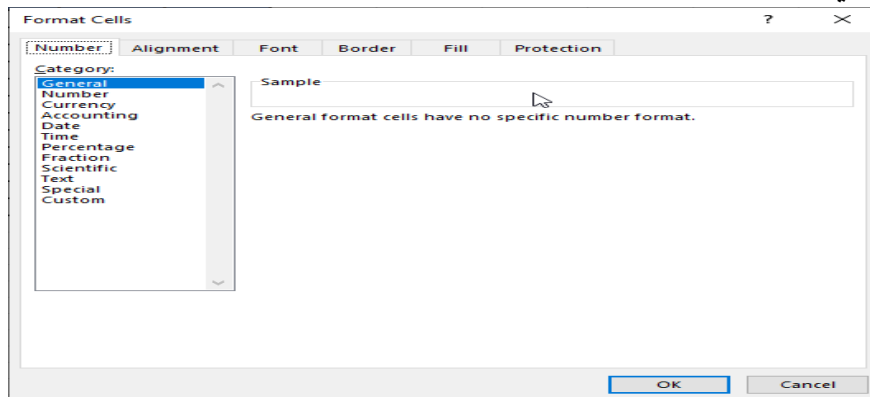 Format Cells
Number Alignment Font Border Fill Protection
Category:
General
Number
Currency
Accounting
Date
Time
Percentage
Fraction
Scientific
Text
Special
Custom
Sample
General format cells have no specific number format.
OK Cancel